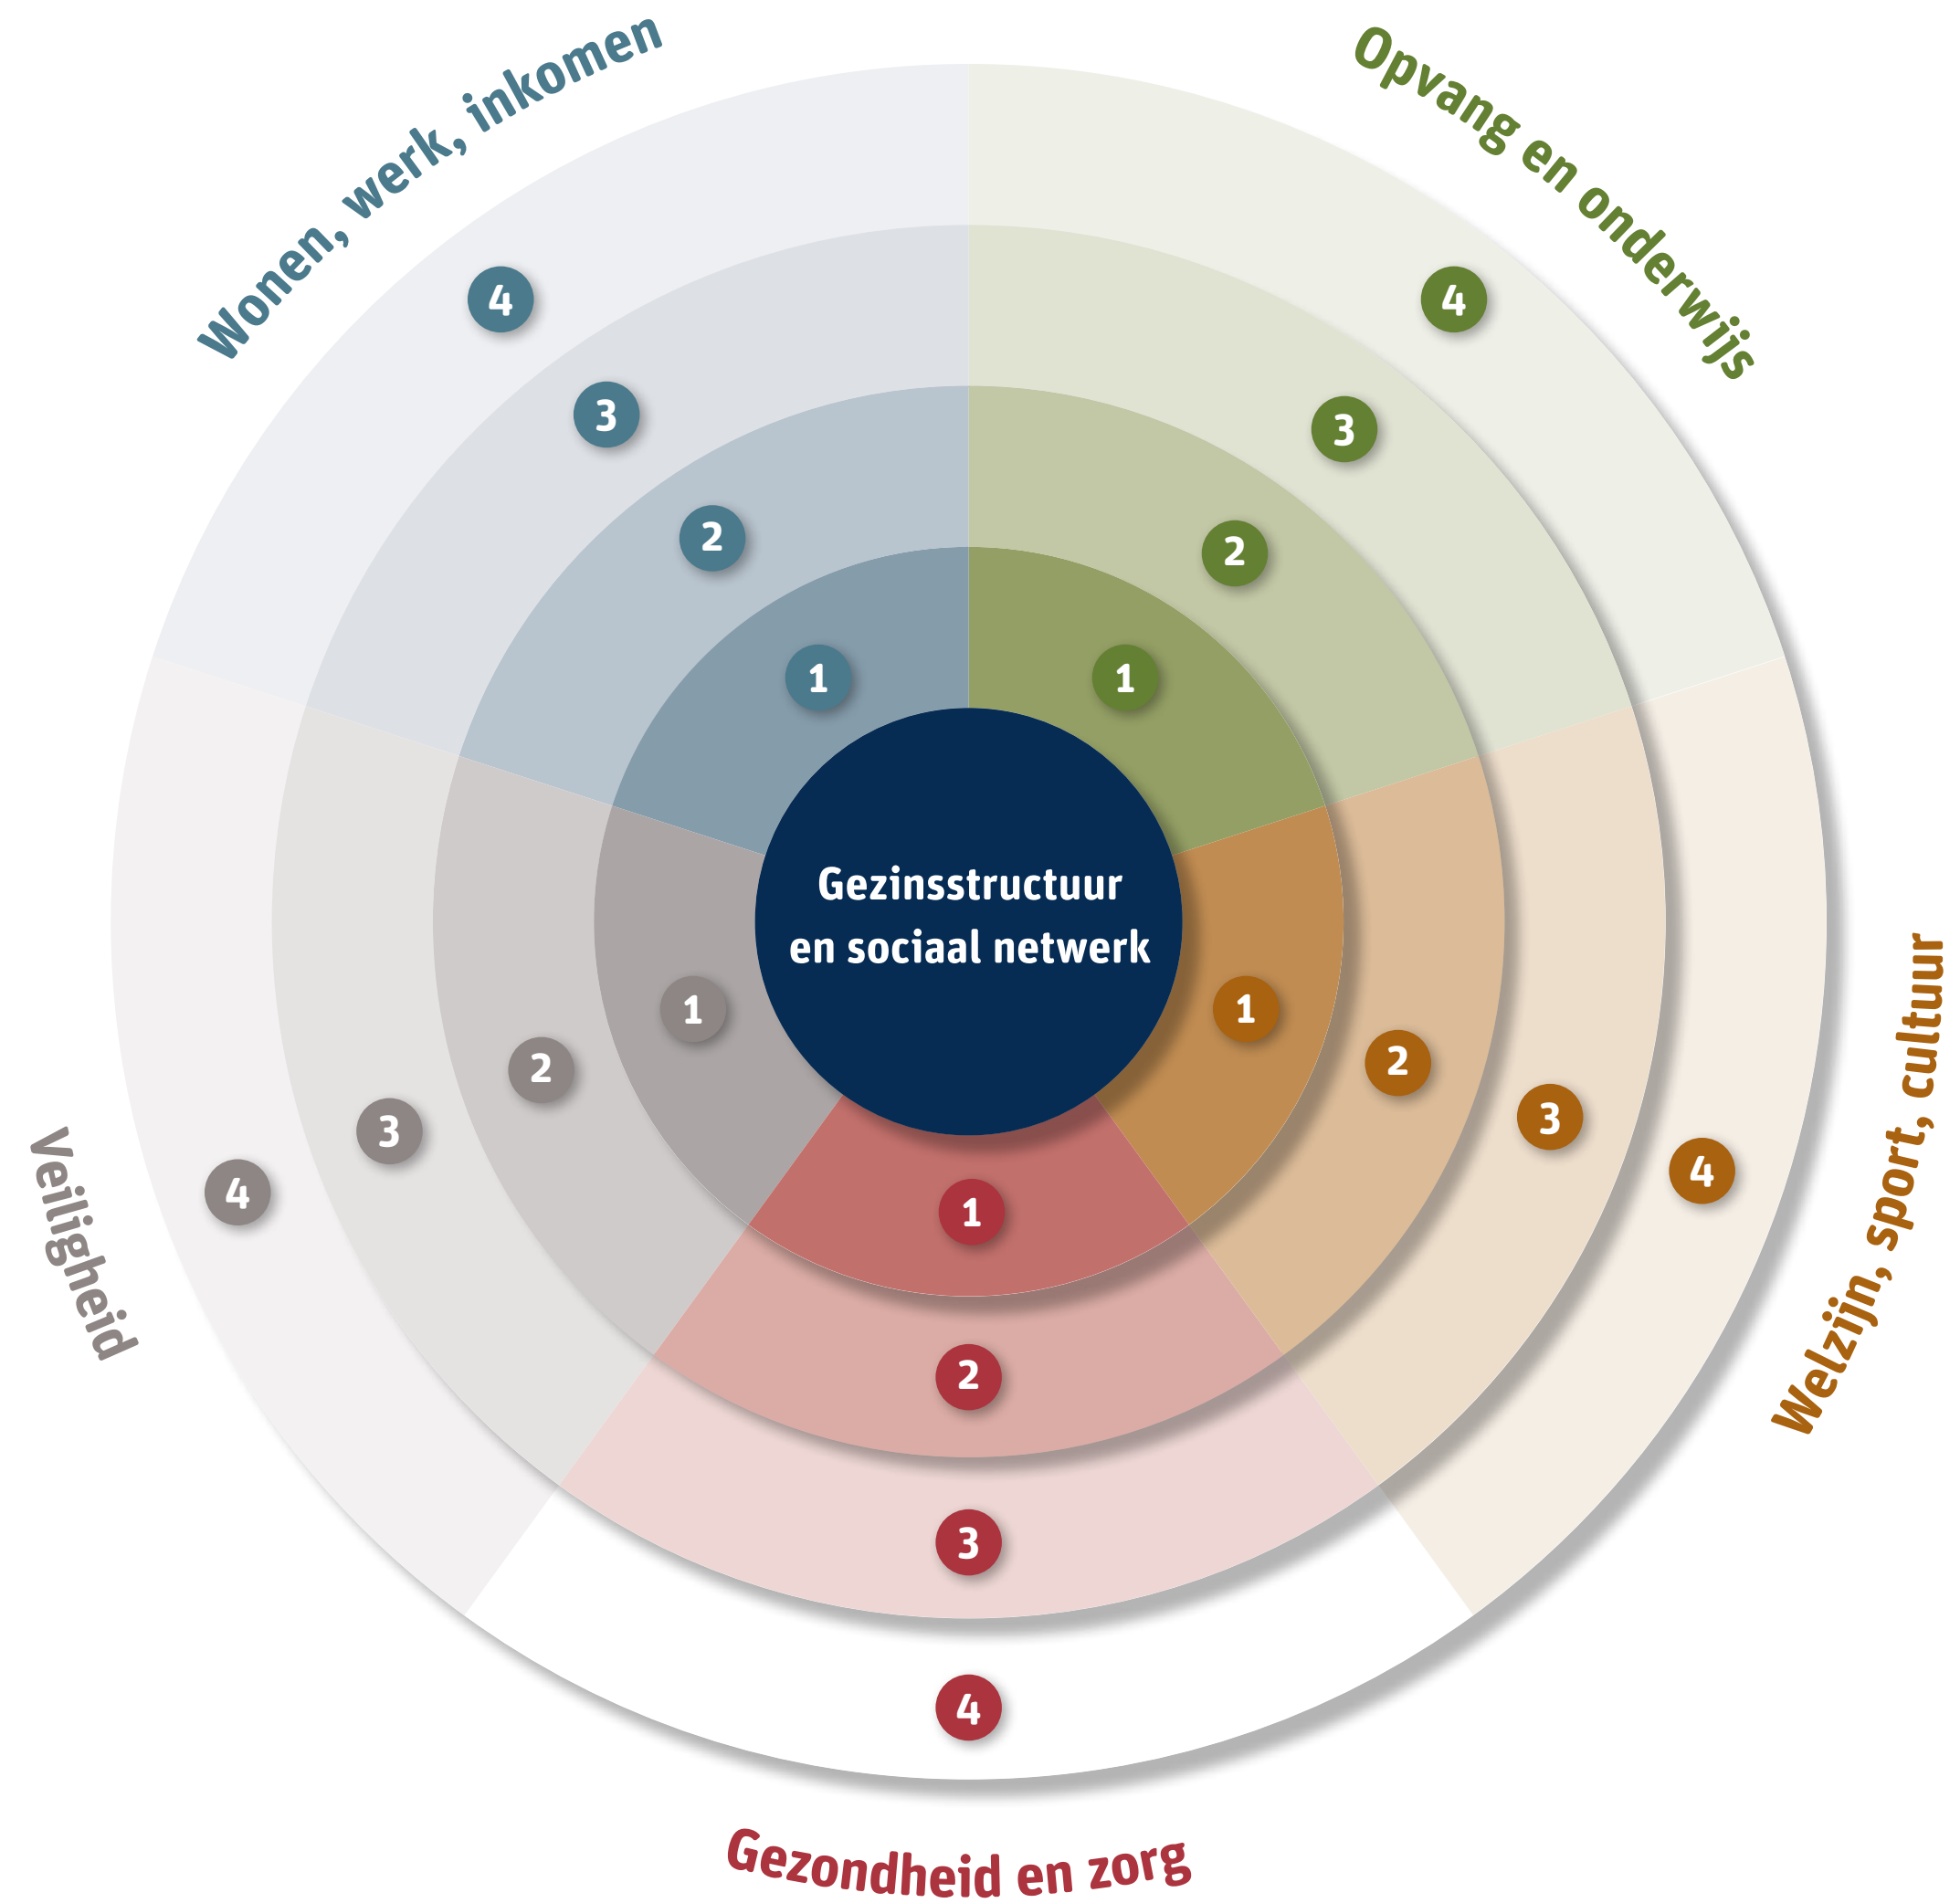 Wonen, werk, inkomen
4
3
2
1
Opvang en onderwijs
4
3
2
1
Gezinsstructuur
en sociaal netwerk
Welzijn, sport, cultuur
1
2
3
4
Veiligheid
1
2
3
4
1
2
3
4
Gezondheid en zorg